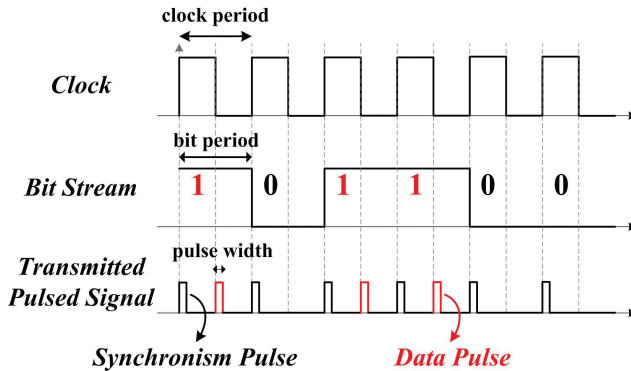 clock period
Clock
bit period
Bit Stream
1 0 1 1 0 0
pulse width
Transmitted
Pulsed Signal
Synchronism Pulse
Data Pulse